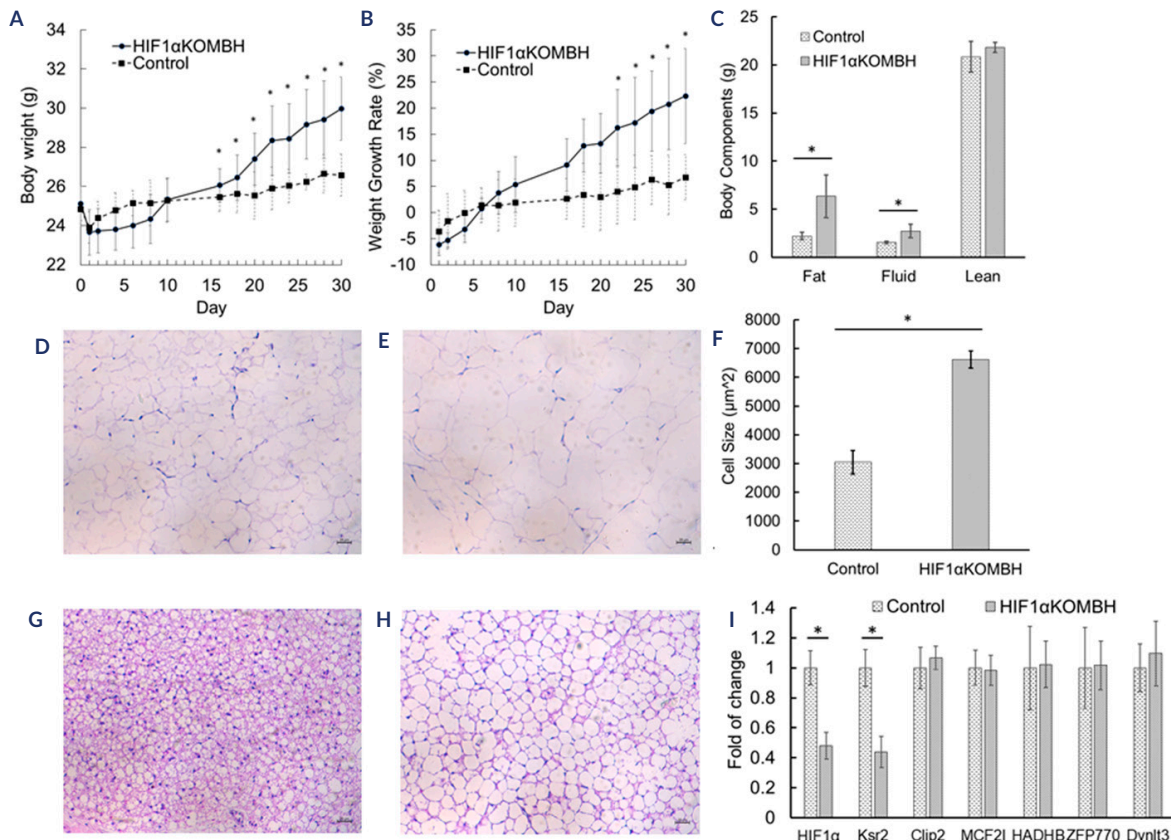 A
32
30
28
26
24
22
Body wright (g)
HIF1αKOMBH
Control
* * * * * * * *
0 5 10 15 20 25 30
Day
B
35
30
25
20
15
10
5
0
-5
-10
Weight Growth Rate (%)
HIF1αKOMBH
Control
* * * * *
0 5 10 15 20 25 30
Day
C
25
20
15
10
5
0
Body Components (g)
Control
HIF1αKOMBH
* *
Fat Fluid Lean
D
E
F
8000
7000
6000
5000
4000
3000
2000
1000
0
Cell Size (µm^2)
*
Control HIF1αKOMBH
G
H
I
1.4
1.2
1
0.8
0.6
0.4
0.2
0
Fold of change
Control HIF1αKOMBH
* *
HIF1α Ksr2 Clip2 MCF2l HADHB ZFP770 Dynlt3